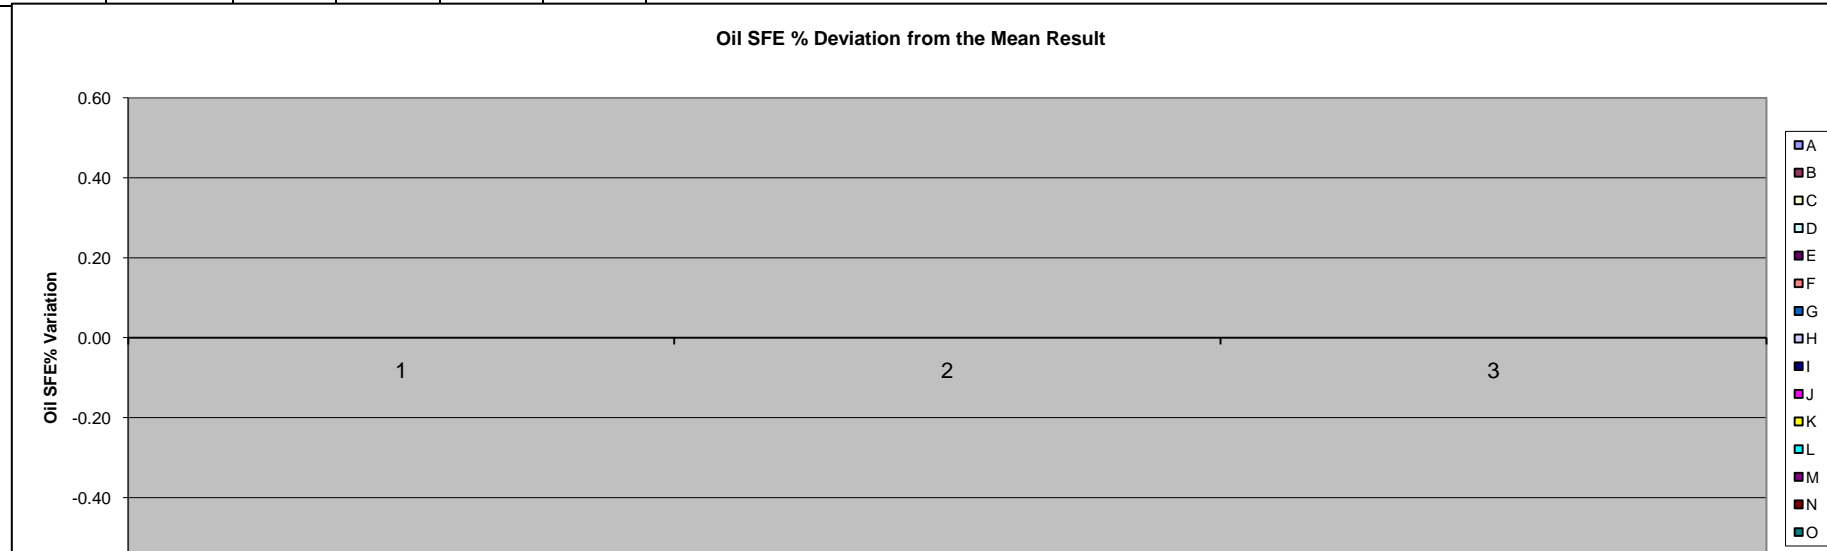 Oil SFE % Deviation from the Mean Result
0.60
0.40
0.20
0.00
-0.20
-0.40
Oil SFE% Variation
1
2
3
A
B
C
D
E
F
G
H
I
J
K
L
M
N
O